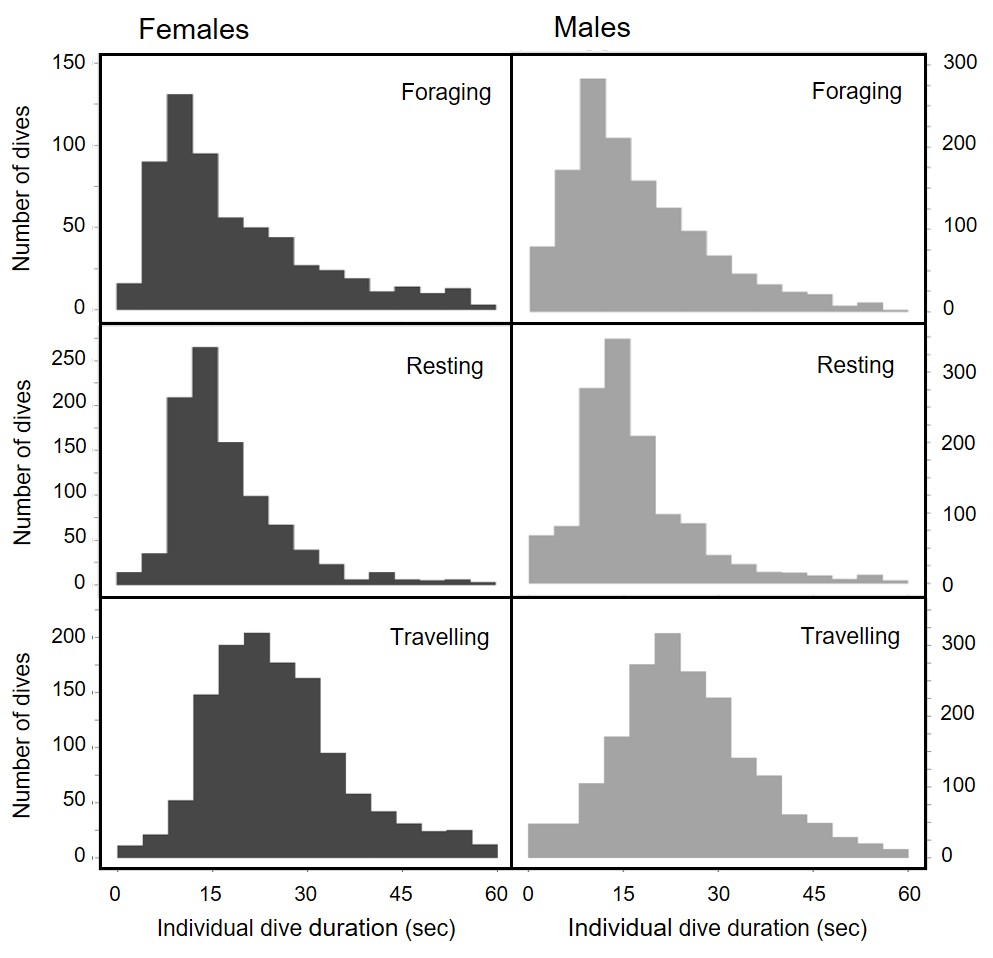 Females Males
150 300
Foraging Foraging
Number of dives
100 200
50 100
0 0
Resting Resting
Number of dives
250
200 300
150 200
100 100
50
0 0
Travelling Travelling
Number of dives
200 300
150 200
100 100
50
0 0
0 15 30 45 60 0 15 30 45 60
Individual dive duration (sec) Individual dive duration (sec)